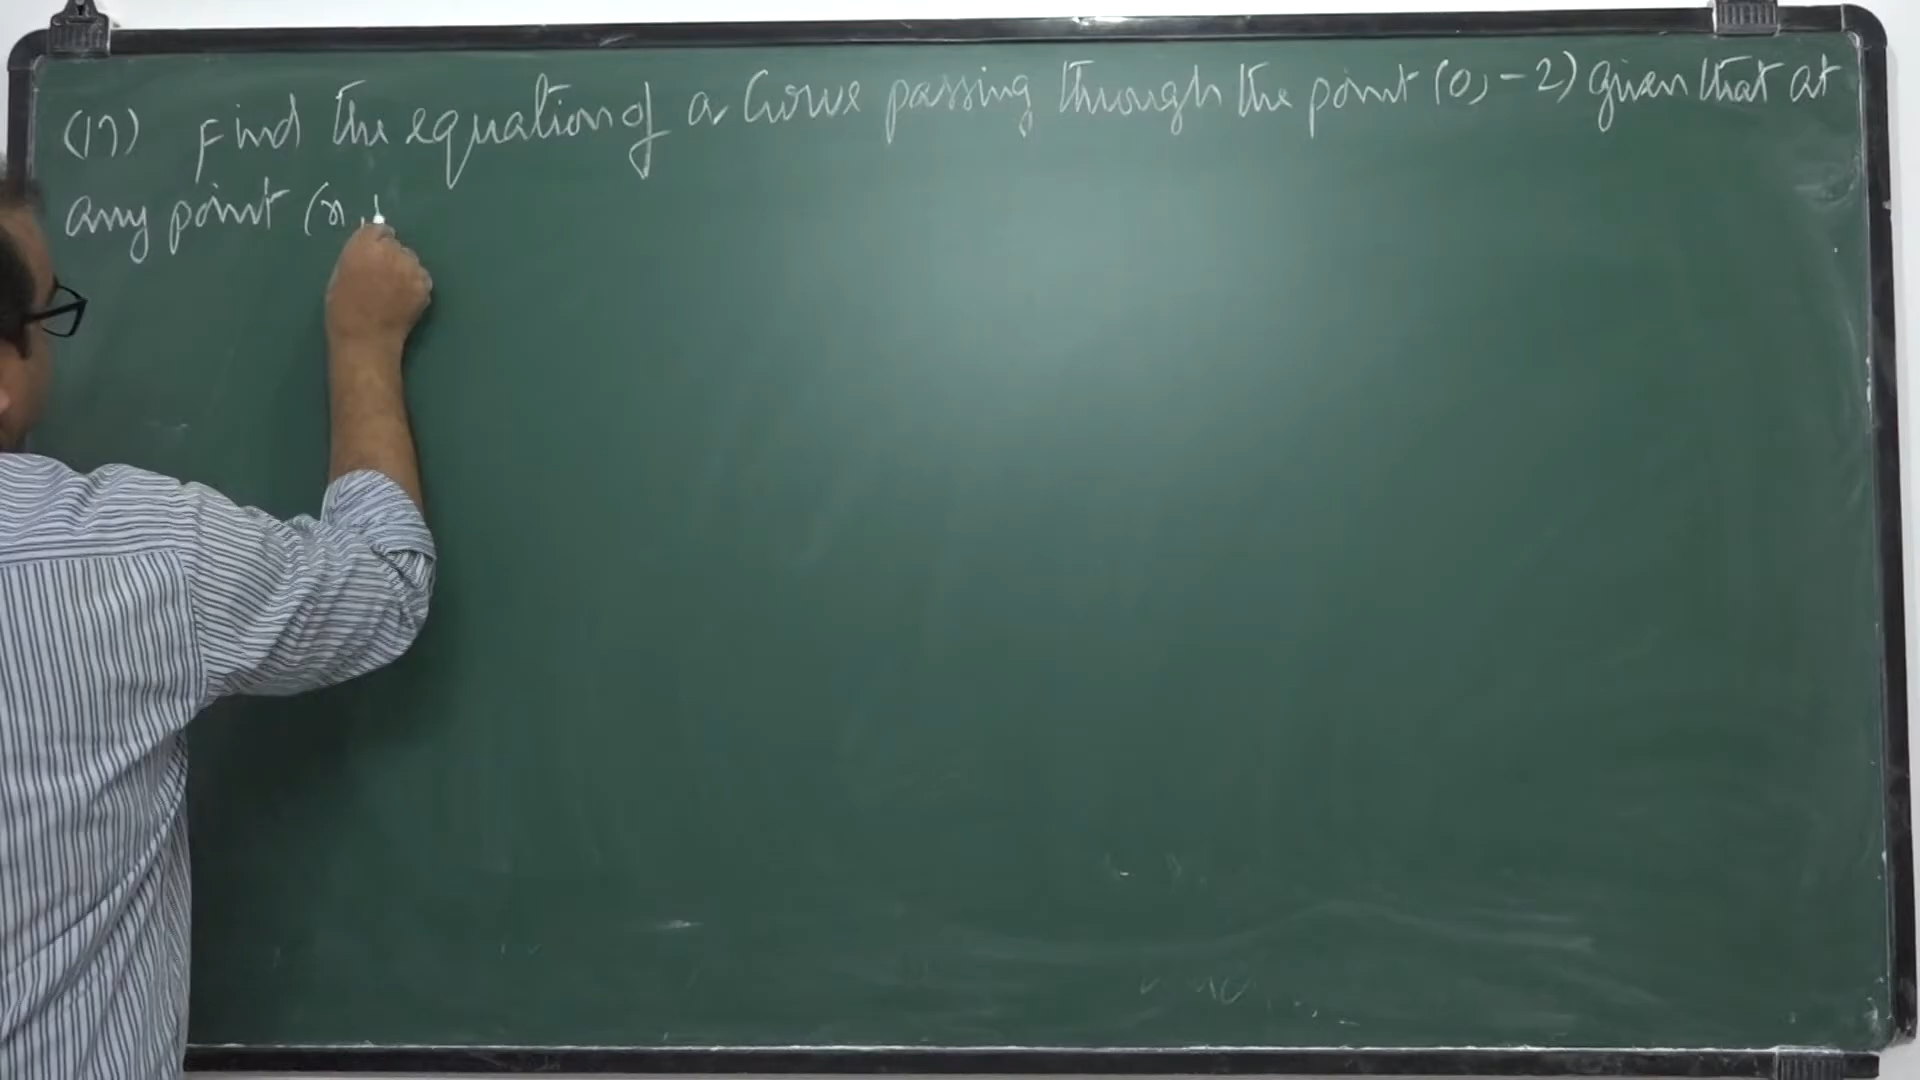 (17) Find the equation of a Curve passing through the point (0, -2) given that at
any point (x,